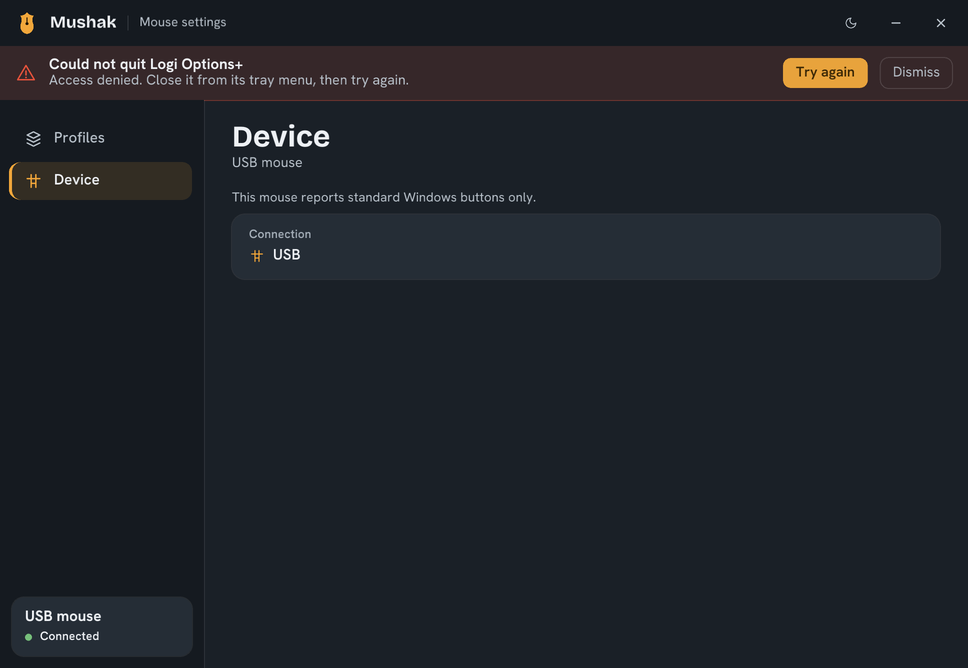 Mushak
Mouse settings
Could not quit Logi Options+
Access denied. Close it from its tray menu, then try again.
Try again
Dismiss
Profiles
Device
Device
USB mouse
This mouse reports standard Windows buttons only.
Connection
USB
USB mouse
Connected